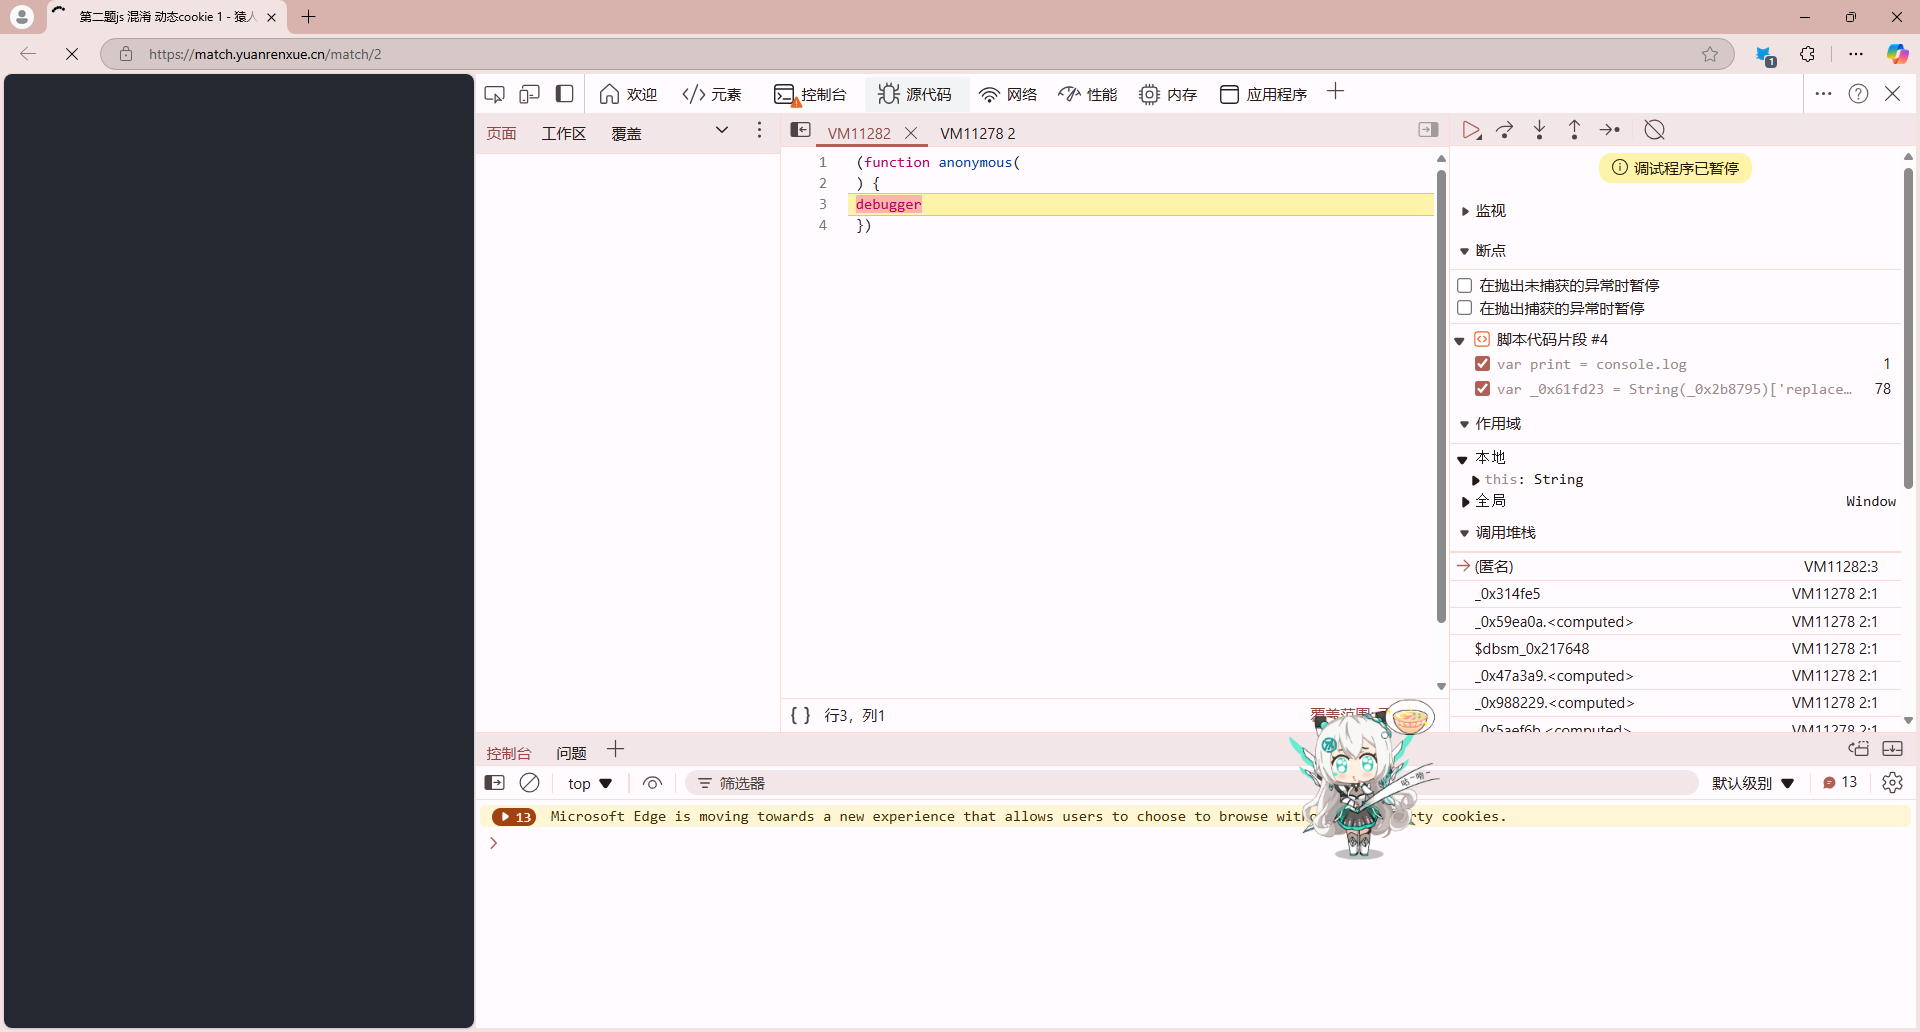 第二题js 混淆 动态cookie 1 - 猿人
https://match.yuanrenxue.cn/match/2
1
欢迎
元素
控制台
源代码
网络
性能
内存
应用程序
页面
工作区
覆盖
VM11282
VM11278 2
1 (function anonymous(
2 ) {
3 debugger
4 })
{ } 行3，列1
调试程序已暂停
监视
断点
在抛出未捕获的异常时暂停
在抛出捕获的异常时暂停
脚本代码片段 #4
var print = console.log 1
var _0x61fd23 = String(_0x2b8795)['replace… 78
作用域
本地
this: String
全局 Window
调用堆栈
(匿名) VM11282:3
_0x314fe5 VM11278 2:1
_0x59ea0a.<computed> VM11278 2:1
$dbsm_0x217648 VM11278 2:1
_0x47a3a9.<computed> VM11278 2:1
_0x988229.<computed> VM11278 2:1
_0x5aef6b.<computed> VM11278 2:1
控制台
问题
top
筛选器
默认级别
13
13 Microsoft Edge is moving towards a new experience that allows users to choose to browse cookies.